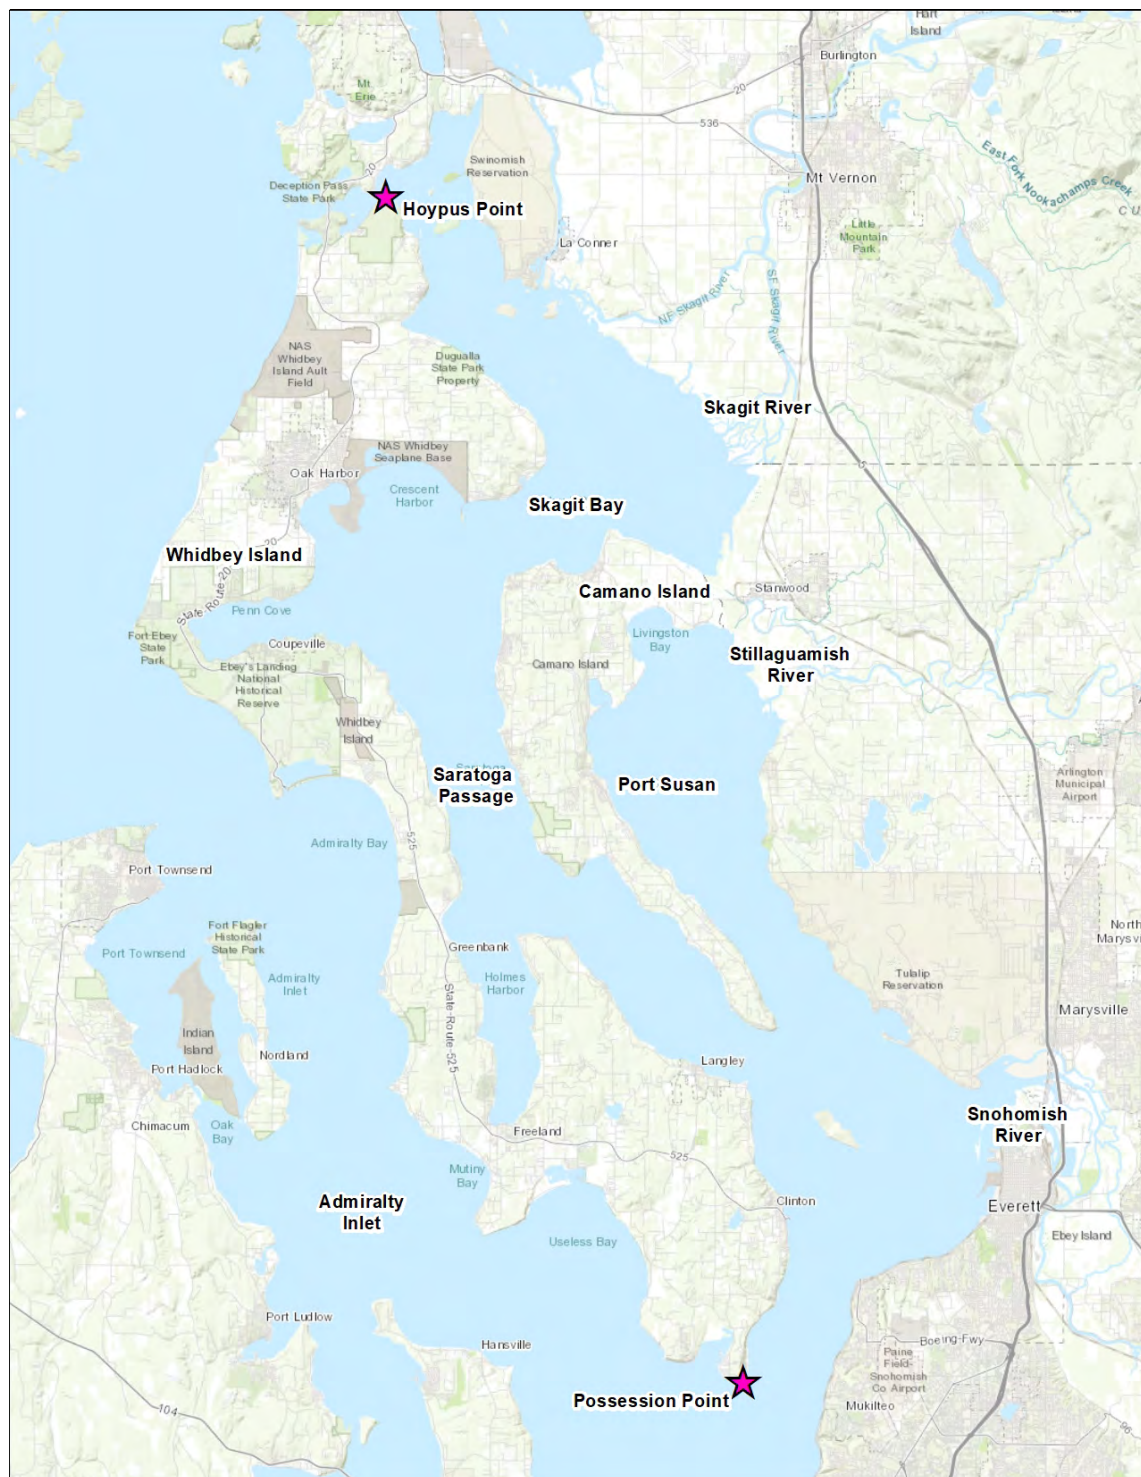 Hart
Island
Burlington
20
Mt
Erie
536
20
Swinomish
Reservation
East Fork Nookachamps Creek
Mt Vernon
Deception Pass
State Park
Hoypus Point
Little
Mountain
Park
La Conner
NF Skagit River
SF Skagit River
NAS
Whidbey
Island Ault
Field
Dugualla
State Park
Property
Skagit River
NAS Whidbey
Seaplane Base
Oak Harbor
5
Crescent
Harbor
Skagit Bay
Whidbey Island
State-Route-20
20
Camano Island
Stanwood
Penn Cove
Fort Ebey
State
Park
Coupeville
Livingston
Bay
Stillaguamish
River
Ebey's Landing
National
Historical
Reserve
Camano Island
Whidbey
Island
Saratoga
Passage
Port Susan
Arlington
Municipal
Airport
Admiralty Bay
525
Port Townsend
Fort Flagler
Historical
State Park
Greenbank
North
Port Townsend
Admiralty
Inlet
Holmes
Harbor
Tulalip
Reservation
Marysville
Indian
Island
State-Route-525
Nordland
Port Hadlock
Langley
Chimacum
Oak
Bay
Freeland
Snohomish
River
525
Mutiny
Bay
Admiralty
Inlet
Clinton
Everett
Useless Bay
Ebey Island
Port Ludlow
Hansville
Boeing-Fwy
Paine
Field-
Snohomish
Co Airport
Possession Point
Mukilteo
104
96